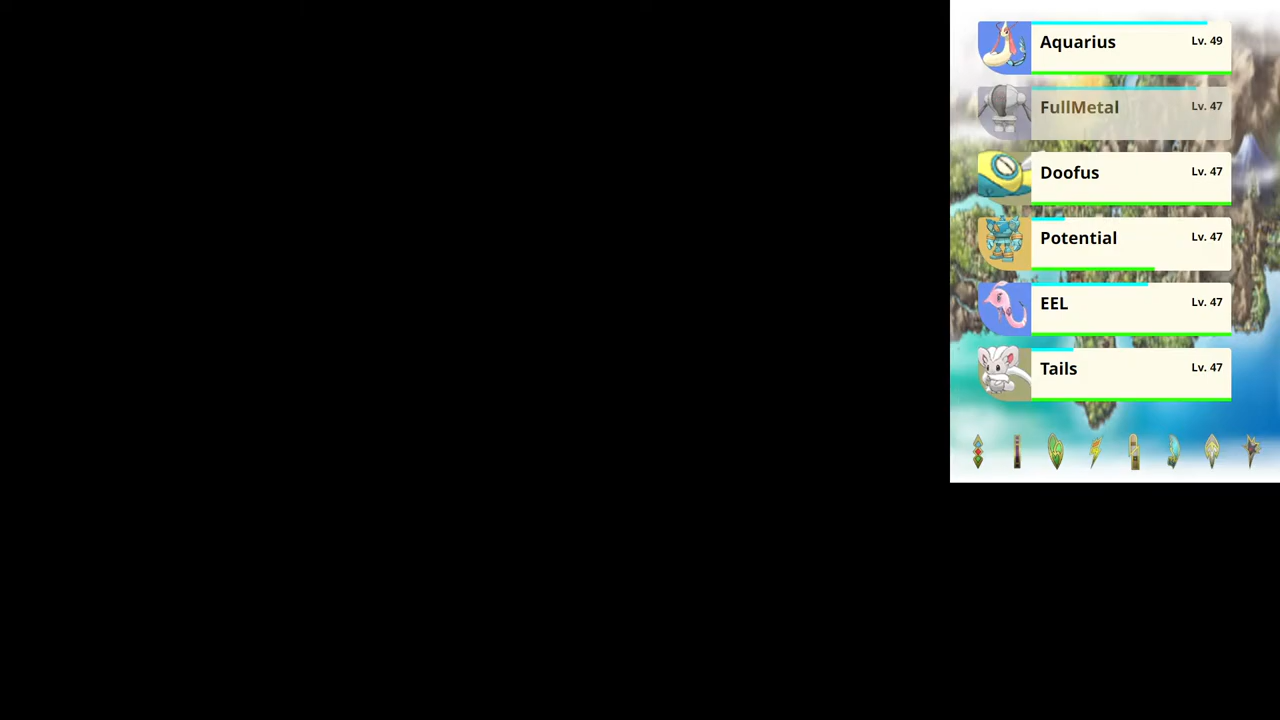 Aquarius Lv. 49
FullMetal Lv. 47
Doofus Lv. 47
Potential Lv. 47
EEL Lv. 47
Tails Lv. 47